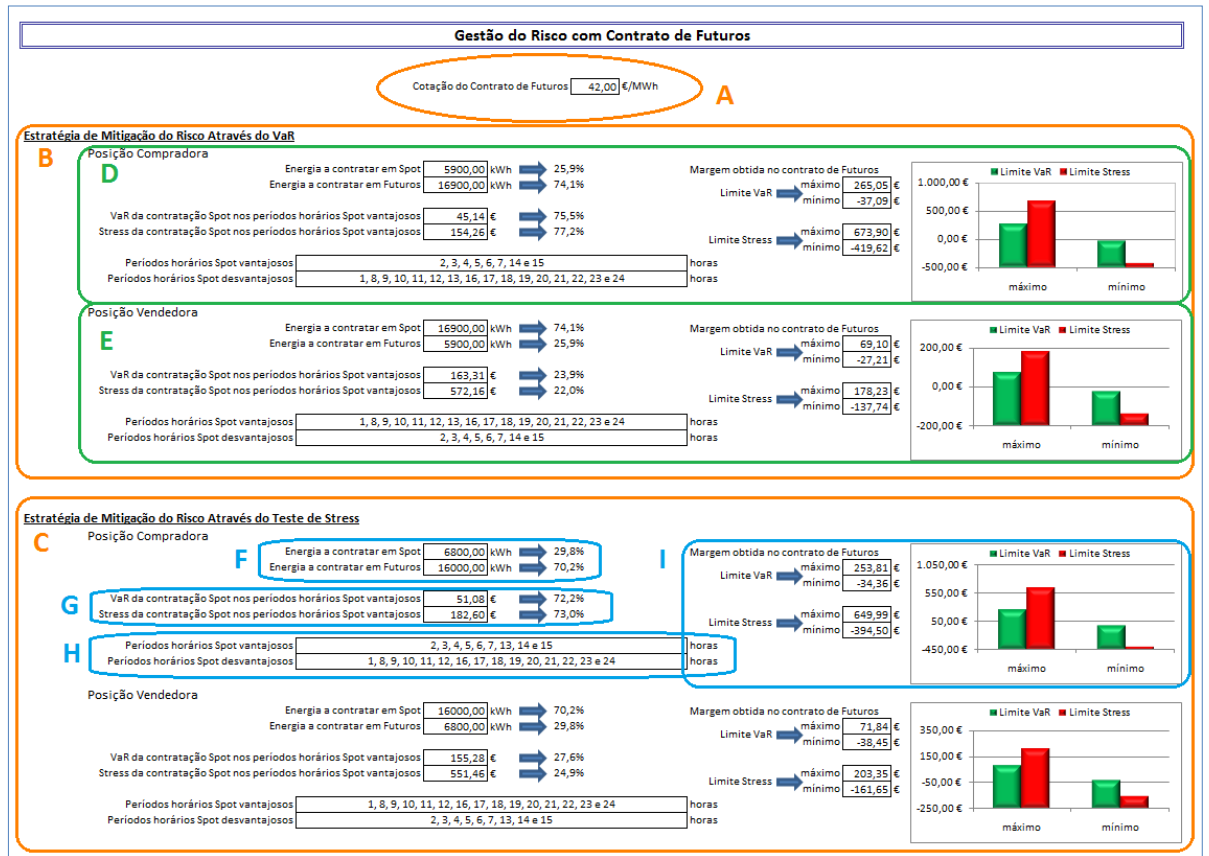 Gestão do Risco com Contrato de Futuros
Cotação do Contrato de Futuros 42,00 €/MWh
A
Estratégia de Mitigação do Risco Através do VaR
B
Posição Compradora
D
Energia a contratar em Spot 5900,00 kWh 25,9%
Energia a contratar em Futuros 16900,00 kWh 74,1%
VaR da contratação Spot nos períodos horários Spot vantajosos 45,14 € 75,5%
Stress da contratação Spot nos períodos horários Spot vantajosos 154,26 € 77,2%
Períodos horários Spot vantajosos 2, 3, 4, 5, 6, 7, 14 e 15 horas
Períodos horários Spot desvantajosos 1, 8, 9, 10, 11, 12, 13, 16, 17, 18, 19, 20, 21, 22, 23 e 24 horas
Margem obtida no contrato de Futuros
Limite VaR máximo 265,05 €
mínimo -37,09 €
Limite Stress máximo 673,90 €
mínimo -419,62 €
Limite VaR Limite Stress
1.000,00 €
500,00 €
0,00 €
-500,00 €
máximo mínimo
Posição Vendedora
E
Energia a contratar em Spot 16900,00 kWh 74,1%
Energia a contratar em Futuros 5900,00 kWh 25,9%
VaR da contratação Spot nos períodos horários Spot vantajosos 163,31 € 23,9%
Stress da contratação Spot nos períodos horários Spot vantajosos 572,16 € 22,0%
Períodos horários Spot vantajosos 1, 8, 9, 10, 11, 12, 13, 16, 17, 18, 19, 20, 21, 22, 23 e 24 horas
Períodos horários Spot desvantajosos 2, 3, 4, 5, 6, 7, 14 e 15 horas
Margem obtida no contrato de Futuros
Limite VaR máximo 69,10 €
mínimo -27,21 €
Limite Stress máximo 178,23 €
mínimo -137,74 €
Limite VaR Limite Stress
200,00 €
0,00 €
-200,00 €
máximo mínimo
Estratégia de Mitigação do Risco Através do Teste de Stress
C
Posição Compradora
F
Energia a contratar em Spot 6800,00 kWh 29,8%
Energia a contratar em Futuros 16000,00 kWh 70,2%
G
VaR da contratação Spot nos períodos horários Spot vantajosos 51,08 € 72,2%
Stress da contratação Spot nos períodos horários Spot vantajosos 182,60 € 73,0%
H
Períodos horários Spot vantajosos 2, 3, 4, 5, 6, 7, 13, 14 e 15 horas
Períodos horários Spot desvantajosos 1, 8, 9, 10, 11, 12, 16, 17, 18, 19, 20, 21, 22, 23 e 24 horas
I
Margem obtida no contrato de Futuros
Limite VaR máximo 253,81 €
mínimo -34,36 €
Limite Stress máximo 649,99 €
mínimo -394,50 €
Limite VaR Limite Stress
1.050,00 €
550,00 €
50,00 €
-450,00 €
máximo mínimo
Posição Vendedora
Energia a contratar em Spot 16000,00 kWh 70,2%
Energia a contratar em Futuros 6800,00 kWh 29,8%
VaR da contratação Spot nos períodos horários Spot vantajosos 155,28 € 27,6%
Stress da contratação Spot nos períodos horários Spot vantajosos 551,46 € 24,9%
Períodos horários Spot vantajosos 1, 8, 9, 10, 11, 12, 16, 17, 18, 19, 20, 21, 22, 23 e 24 horas
Períodos horários Spot desvantajosos 2, 3, 4, 5, 6, 7, 13, 14 e 15 horas
Margem obtida no contrato de Futuros
Limite VaR máximo 71,84 €
mínimo -38,45 €
Limite Stress máximo 203,35 €
mínimo -161,65 €
Limite VaR Limite Stress
350,00 €
150,00 €
-50,00 €
-250,00 €
máximo mínimo